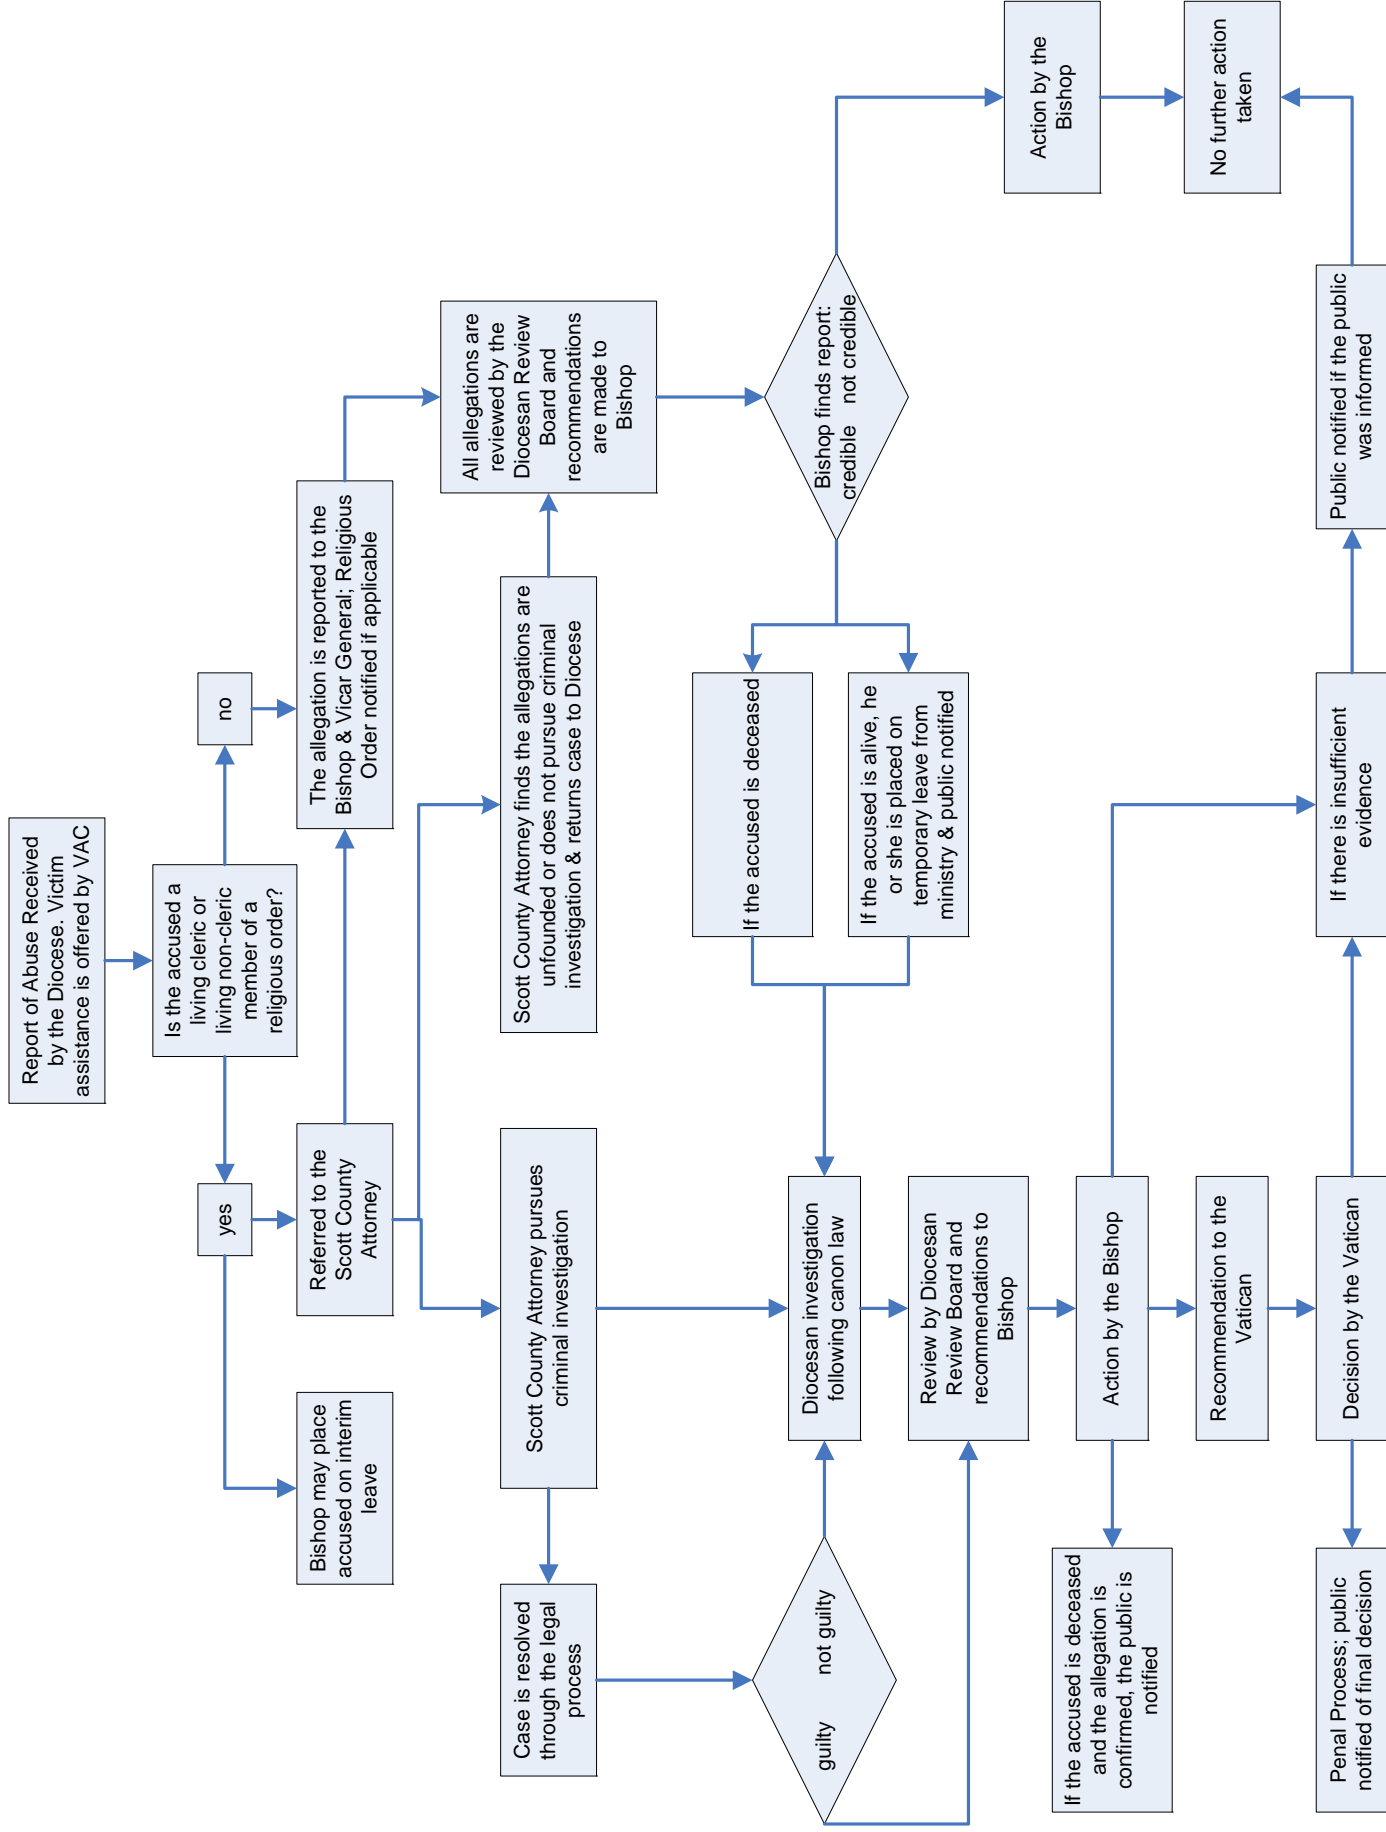 Report of Abuse Received
by the Diocese. Victim
assistance is offered by VAC
Is the accused a
living cleric or
living non-cleric
member of a
religious order?
yes
no
Bishop may place
accused on interim
leave
Referred to the
Scott County
Attorney
The allegation is reported to the
Bishop & Vicar General; Religious
Order notified if applicable
Case is resolved
through the legal
process
Scott County Attorney pursues
criminal investigation
Scott County Attorney finds the allegations are
unfounded or does not pursue criminal
investigation & returns case to Diocese
All allegations are
reviewed by the
Diocesan Review
Board and
recommendations
are made to
Bishop
guilty not guilty
Diocesan investigation
following canon law
If the accused is deceased
If the accused is alive, he
or she is placed on
temporary leave from
ministry & public notified
Bishop finds report:
credible not credible
Review by Diocesan
Review Board and
recommendations to
Bishop
If the accused is deceased
and the allegation is
confirmed, the public is
notified
Action by the Bishop
Action by the
Bishop
Recommendation to the
Vatican
No further action
taken
Penal Process; public
notified of final decision
Decision by the Vatican
If there is insufficient
evidence
Public notified if the public
was informed